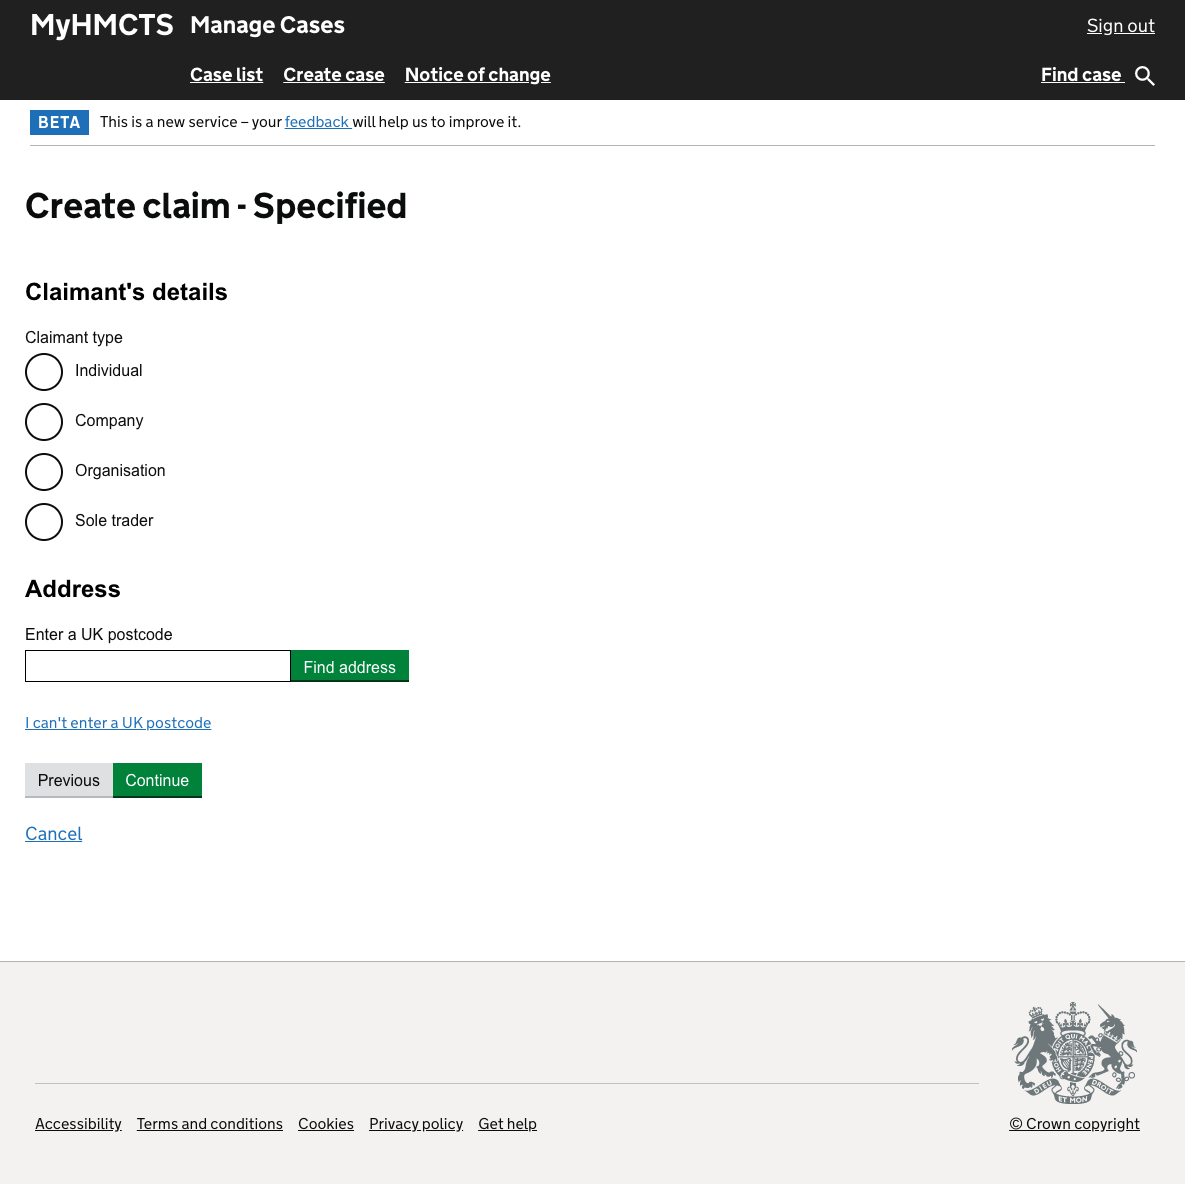 MyHMCTS Manage Cases Sign out
Case list Create case Notice of change Find case
BETA This is a new service – your feedback will help us to improve it.
Create claim - Specified
Claimant's details
Claimant type
Individual
Company
Organisation
Sole trader
Address
Enter a UK postcode
Find address
I can't enter a UK postcode
Previous Continue
Cancel
DIEU ET MON DROIT
Accessibility Terms and conditions Cookies Privacy policy Get help © Crown copyright